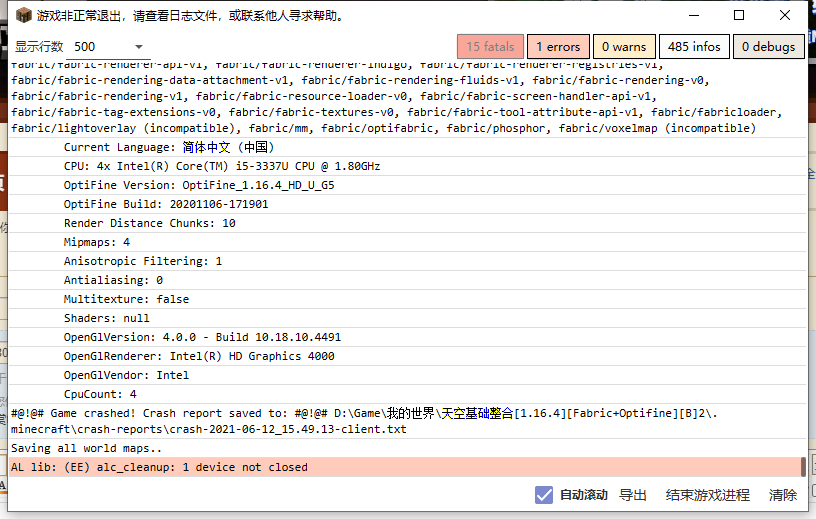 游戏非正常退出，请查看日志文件，或联系他人寻求帮助。
显示行数 500 15 fatals 1 errors 0 warns 485 infos 0 debugs
fabric/fabric-renderer-api-v1, fabric/fabric-renderer-indigo, fabric/fabric-renderer-registries-v1,
fabric/fabric-rendering-data-attachment-v1, fabric/fabric-rendering-fluids-v1, fabric/fabric-rendering-v0,
fabric/fabric-rendering-v1, fabric/fabric-resource-loader-v0, fabric/fabric-screen-handler-api-v1,
fabric/fabric-tag-extensions-v0, fabric/fabric-textures-v0, fabric/fabric-tool-attribute-api-v1, fabric/fabricloader,
fabric/lightoverlay (incompatible), fabric/mm, fabric/optifabric, fabric/phosphor, fabric/voxelmap (incompatible)
Current Language: 简体中文 (中国)
CPU: 4x Intel(R) Core(TM) i5-3337U CPU @ 1.80GHz
OptiFine Version: OptiFine_1.16.4_HD_U_G5
OptiFine Build: 20201106-171901
Render Distance Chunks: 10
Mipmaps: 4
Anisotropic Filtering: 1
Antialiasing: 0
Multitexture: false
Shaders: null
OpenGlVersion: 4.0.0 - Build 10.18.10.4491
OpenGlRenderer: Intel(R) HD Graphics 4000
OpenGlVendor: Intel
CpuCount: 4
#@!@# Game crashed! Crash report saved to: #@!@# D:\Game\我的世界\天空基础整合[1.16.4][Fabric+Optifine][B]2\.
minecraft\crash-reports\crash-2021-06-12_15.49.13-client.txt
Saving all world maps..
AL lib: (EE) alc_cleanup: 1 device not closed
自动滚动 导出 结束游戏进程 清除